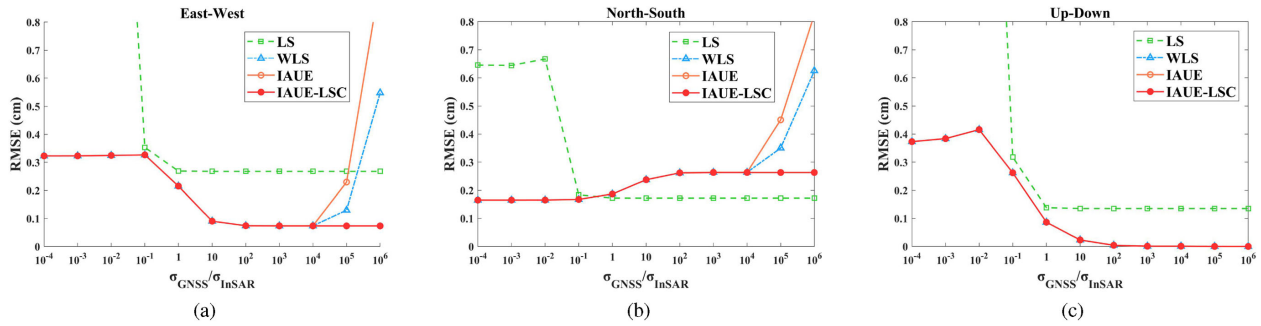 East-West
0.8
0.7
0.6
0.5
0.4
0.3
0.2
0.1
0
RMSE (cm)
LS
WLS
IAUE
IAUE-LSC
10^-4 10^-3 10^-2 10^-1 1 10 10^2 10^3 10^4 10^5 10^6
σ_GNSS/σ_InSAR
(a)
North-South
0.8
0.7
0.6
0.5
0.4
0.3
0.2
0.1
0
RMSE (cm)
LS
WLS
IAUE
IAUE-LSC
10^-4 10^-3 10^-2 10^-1 1 10 10^2 10^3 10^4 10^5 10^6
σ_GNSS/σ_InSAR
(b)
Up-Down
0.8
0.7
0.6
0.5
0.4
0.3
0.2
0.1
0
RMSE (cm)
LS
WLS
IAUE
IAUE-LSC
10^-4 10^-3 10^-2 10^-1 1 10 10^2 10^3 10^4 10^5 10^6
σ_GNSS/σ_InSAR
(c)